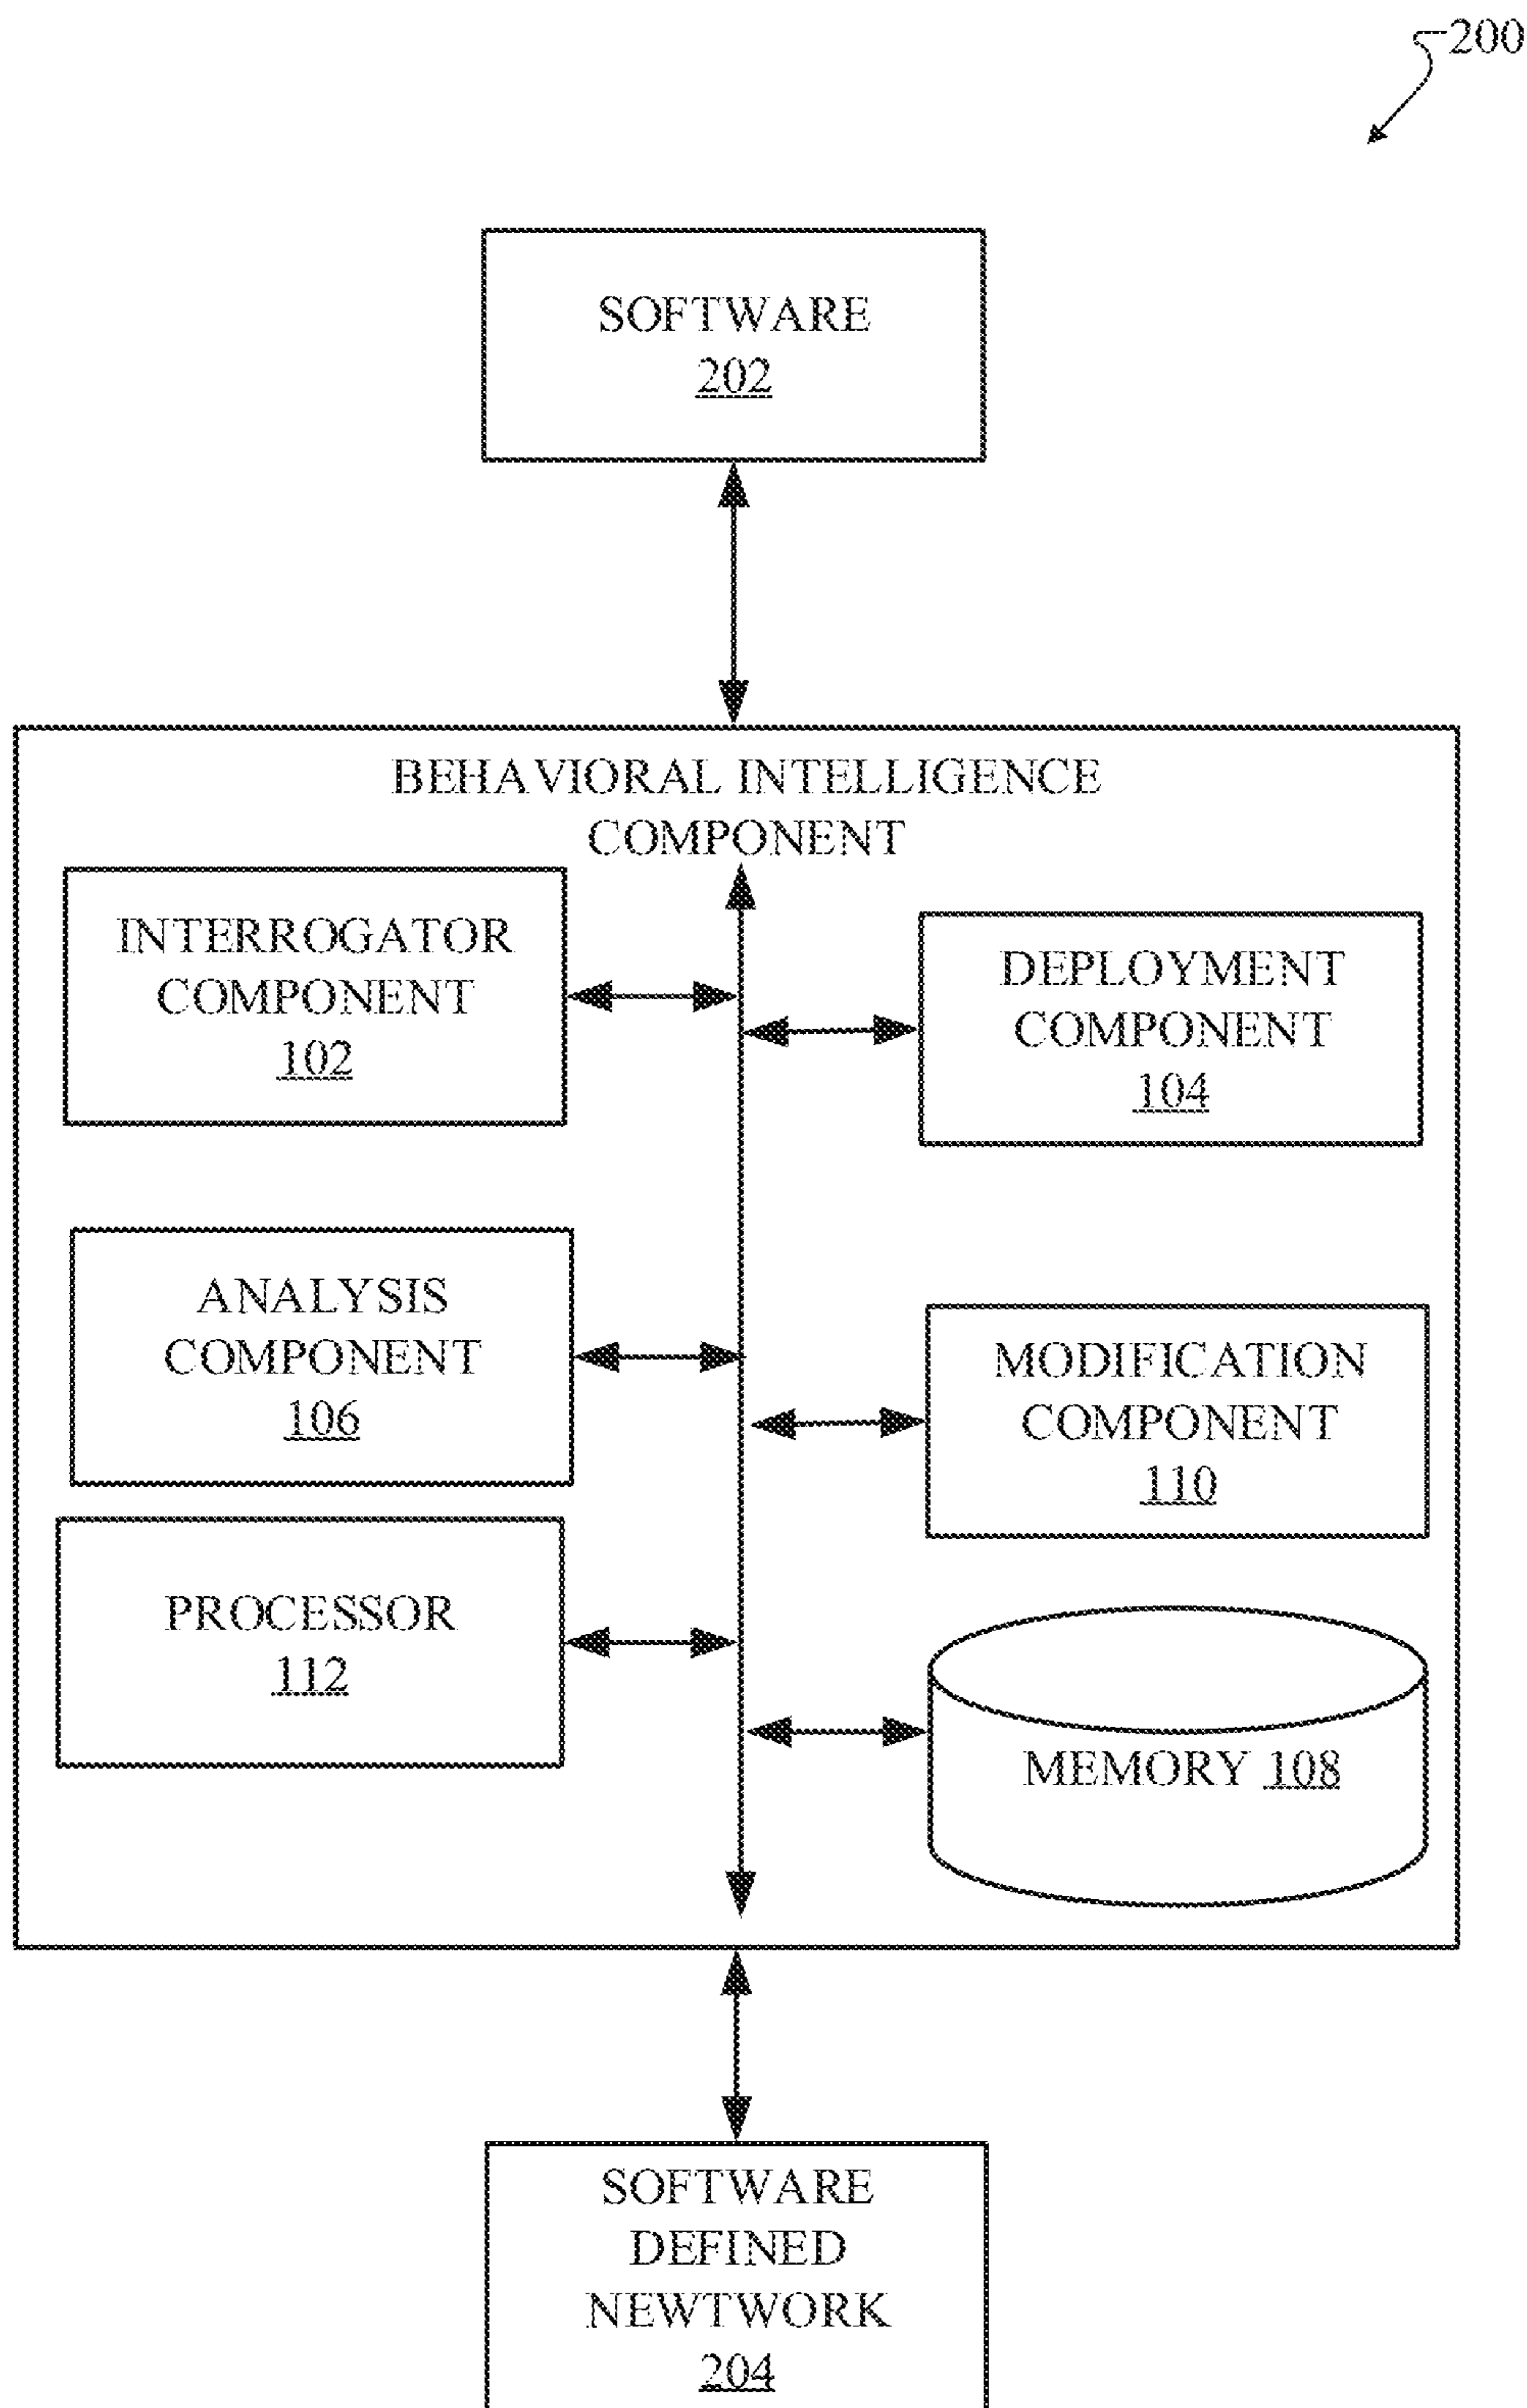 200
SOFTWARE
202
BEHAVIORAL INTELLIGENCE
COMPONENT
INTERROGATOR
COMPONENT
102
DEPLOYMENT
COMPONENT
104
ANALYSIS
COMPONENT
106
MODIFICATION
COMPONENT
110
PROCESSOR
112
MEMORY 108
SOFTWARE
DEFINED
NEWTWORK
204